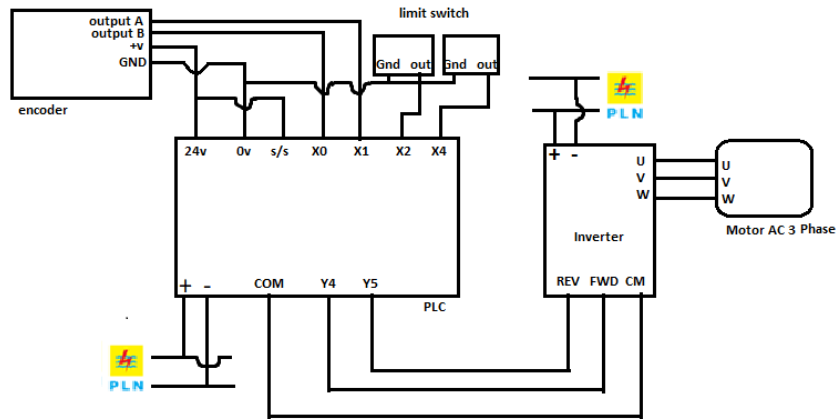 limit switch
output A
output B
+v
GND
encoder
Gnd out
Gnd out
PLN
24v 0v s/s X0 X1 X2 X4
+ -
U
V
W
U
V
W
Inverter
Motor AC 3 Phase
REV FWD CM
+ -
COM Y4 Y5
PLC
PLN